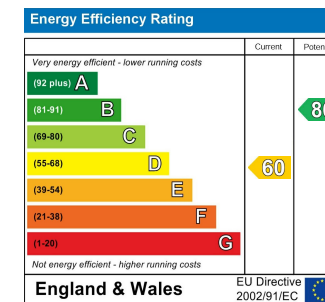 Energy Efficiency Rating
Current
Very energy efficient - lower running costs
(92 plus) A
(81-91) B
(69-80) C
(55-68) D
60
(39-54) E
(21-38) F
(1-20) G
Not energy efficient - higher running costs
England & Wales
EU Directive
2002/91/EC